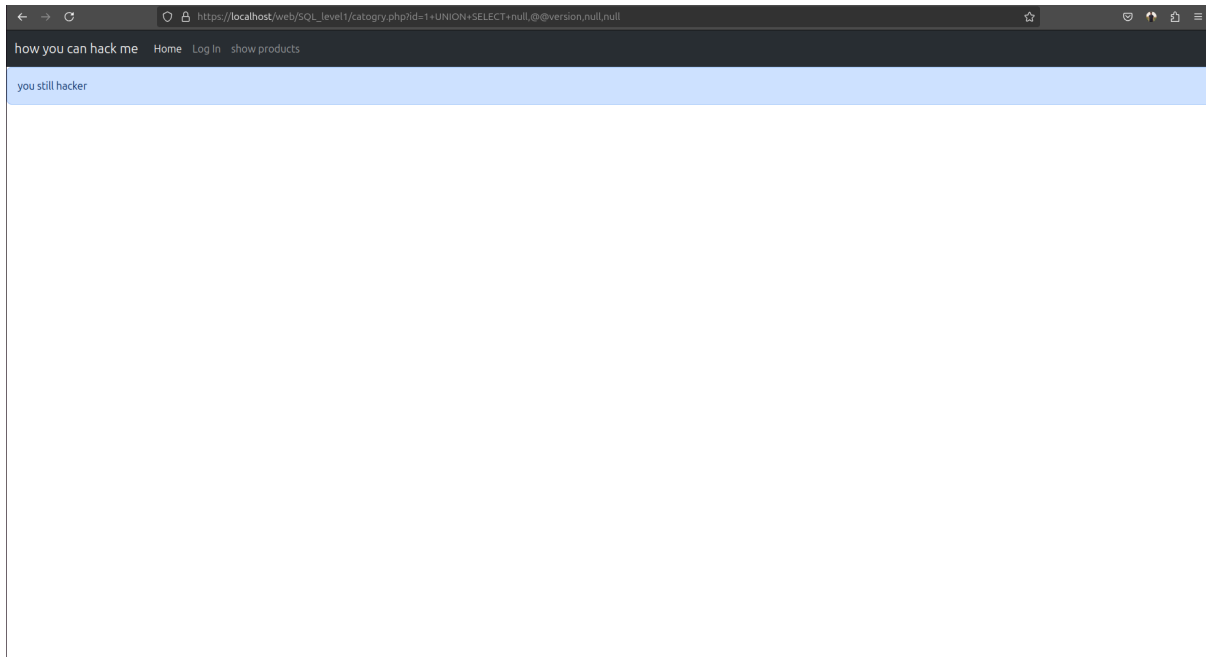 https://localhost/web/SQL_level1/catogry.php?id=1+UNION+SELECT+null,@@version,null,null
how you can hack me Home Log In show products
you still hacker